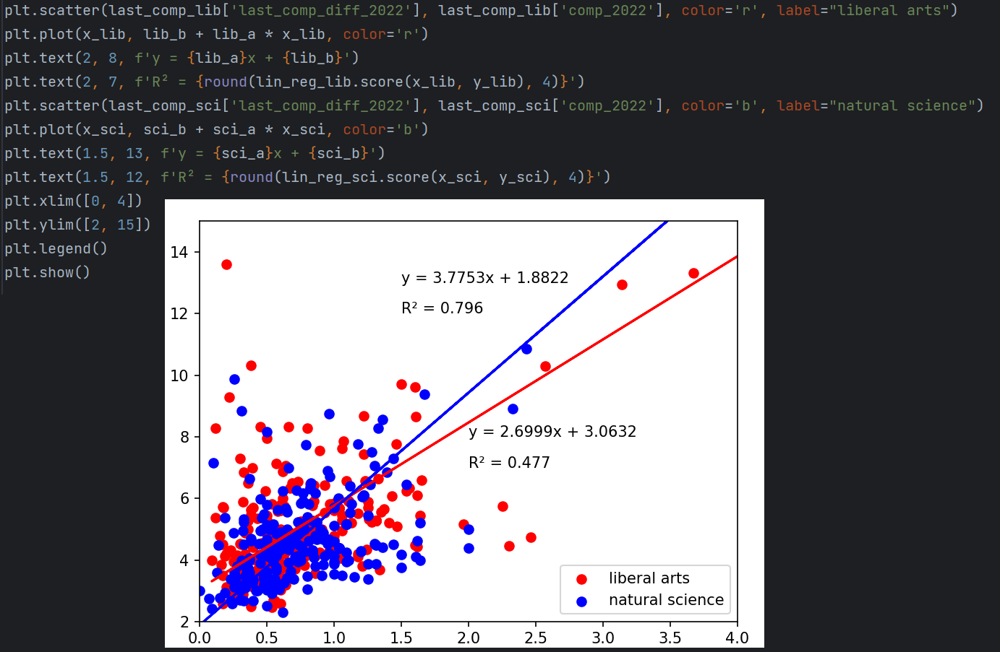 plt.scatter(last_comp_lib['last_comp_diff_2022'], last_comp_lib['comp_2022'], color='r', label="liberal arts")
plt.plot(x_lib, lib_b + lib_a * x_lib, color='r')
plt.text(2, 8, f'y = {lib_a}x + {lib_b}')
plt.text(2, 7, f'R² = {round(lin_reg_lib.score(x_lib, y_lib), 4)}')
plt.scatter(last_comp_sci['last_comp_diff_2022'], last_comp_sci['comp_2022'], color='b', label="natural science")
plt.plot(x_sci, sci_b + sci_a * x_sci, color='b')
plt.text(1.5, 13, f'y = {sci_a}x + {sci_b}')
plt.text(1.5, 12, f'R² = {round(lin_reg_sci.score(x_sci, y_sci), 4)}')
plt.xlim([0, 4])
plt.ylim([2, 15])
plt.legend()
plt.show()
14
y = 3.7753x + 1.8822
R² = 0.796
12
10
8
y = 2.6999x + 3.0632
R² = 0.477
6
4
liberal arts
natural science
2
0.0 0.5 1.0 1.5 2.0 2.5 3.0 3.5 4.0